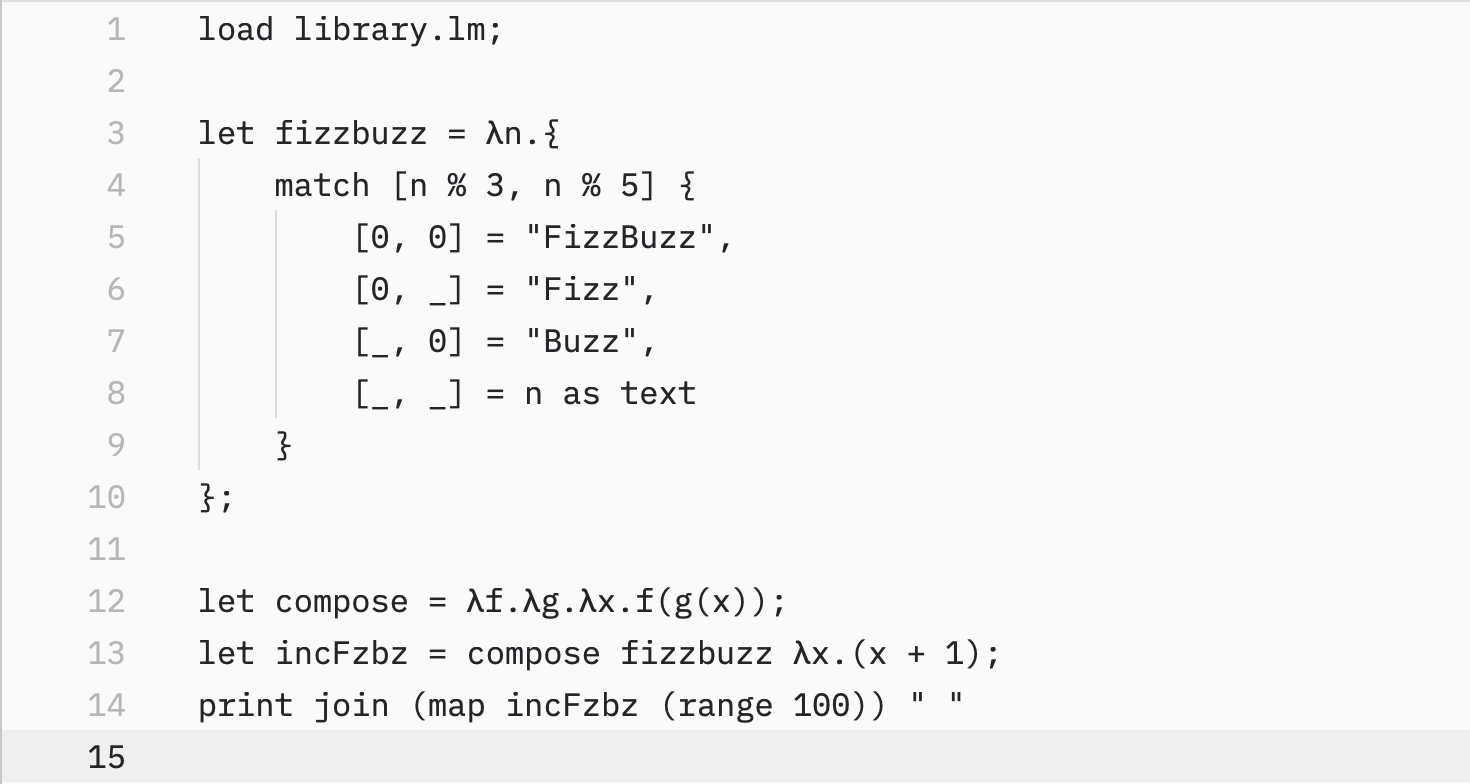 1 load library.lm;
2
3 let fizzbuzz = λn.{
4     match [n % 3, n % 5] {
5         [0, 0] = "FizzBuzz",
6         [0, _] = "Fizz",
7         [_, 0] = "Buzz",
8         [_, _] = n as text
9     }
10 };
11
12 let compose = λf.λg.λx.f(g(x));
13 let incFzbz = compose fizzbuzz λx.(x + 1);
14 print join (map incFzbz (range 100)) " "
15